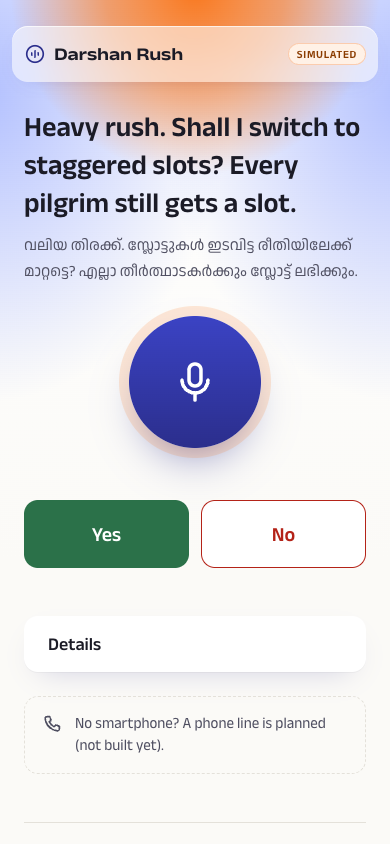 Darshan Rush
SIMULATED
Heavy rush. Shall I switch to
staggered slots? Every
pilgrim still gets a slot.
വലിയ തിരക്ക്. സ്ലോട്ടുകൾ ഇടവിട്ട രീതിയിലേക്ക്
മാറ്റട്ടെ? എല്ലാ തീർത്ഥാടകർക്കും സ്ലോട്ട് ലഭിക്കും.
Yes
No
Details
No smartphone? A phone line is planned
(not built yet).